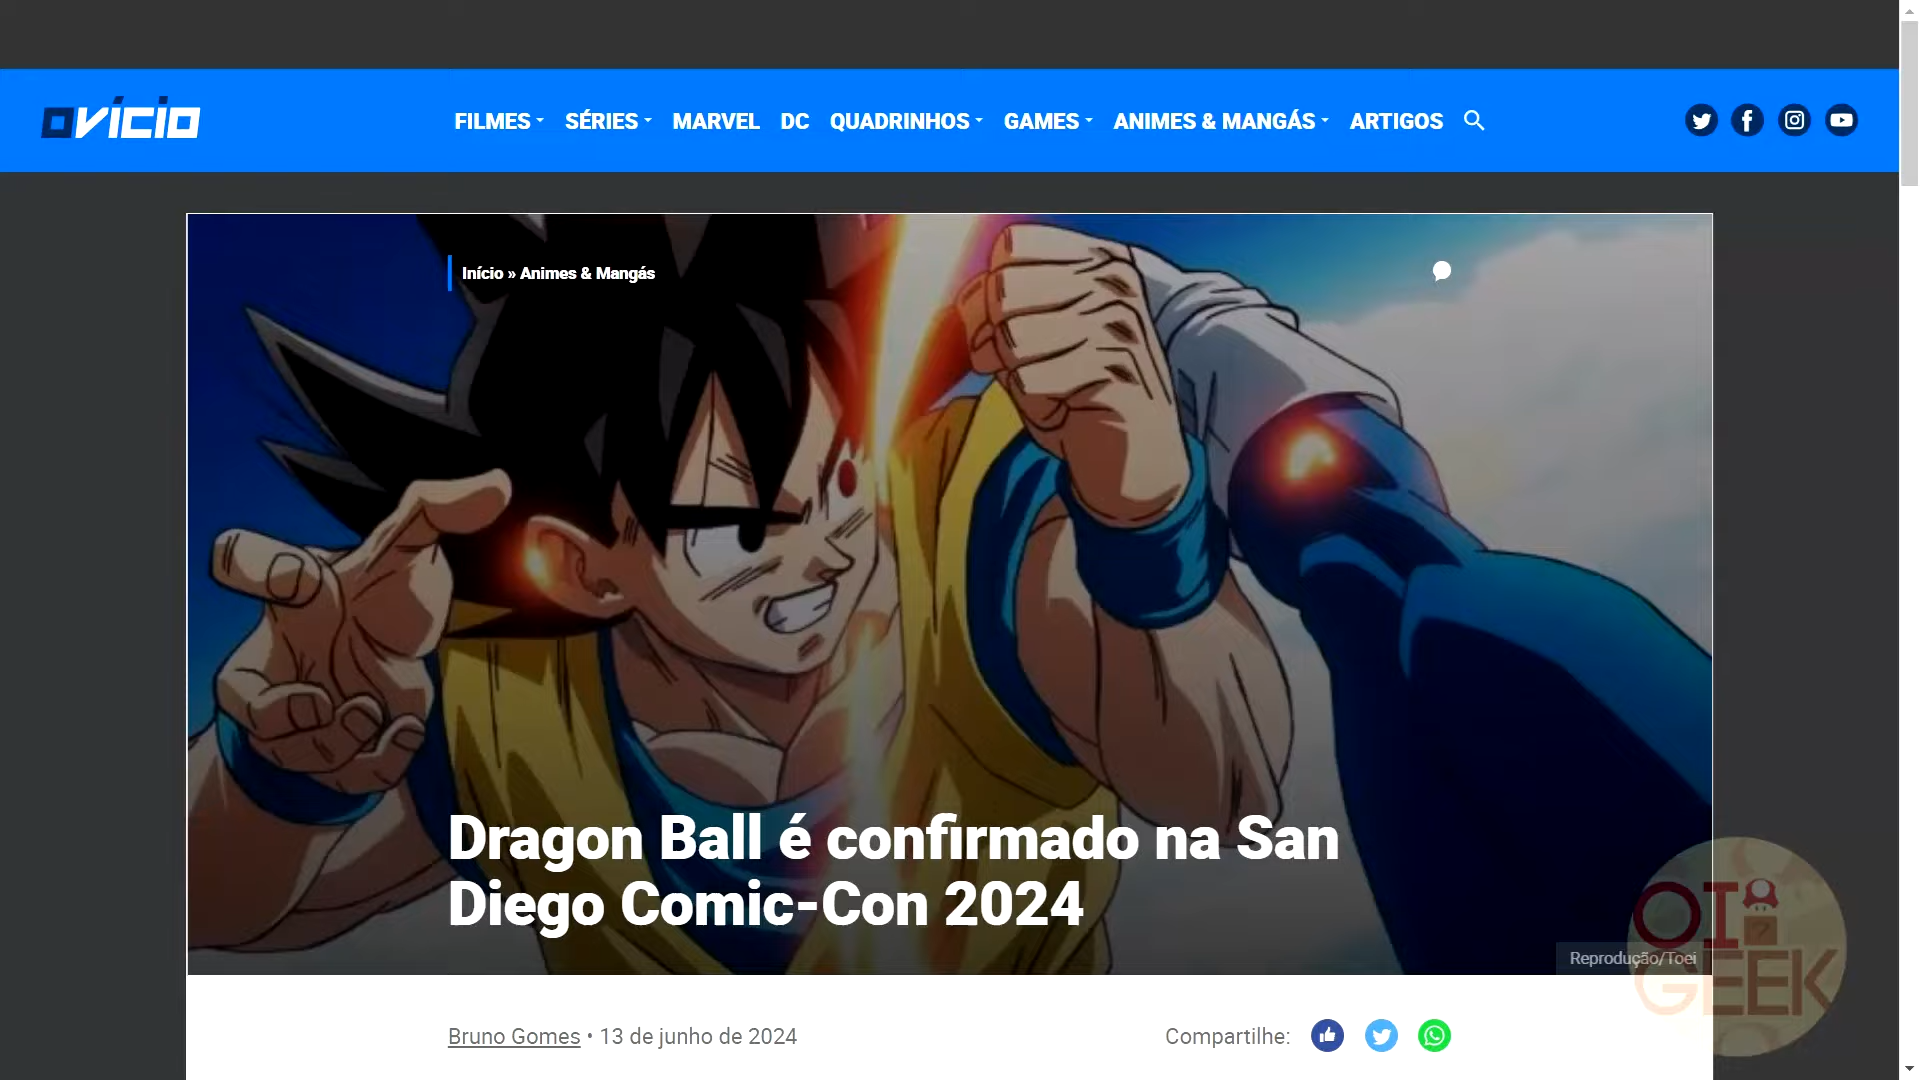 ovício
FILMES SÉRIES MARVEL DC QUADRINHOS GAMES ANIMES & MANGÁS ARTIGOS
Início » Animes & Mangás
Dragon Ball é confirmado na San
Diego Comic-Con 2024
Reprodução/Toei
OI
GEEK
Bruno Gomes • 13 de junho de 2024
Compartilhe: